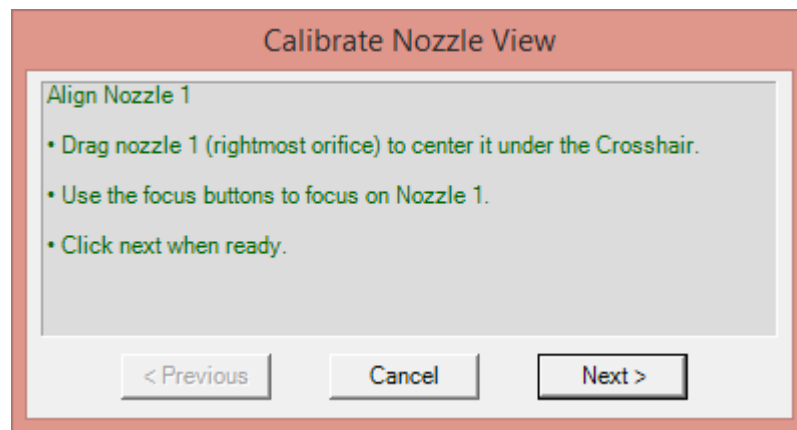 Calibrate Nozzle View
Align Nozzle 1
• Drag nozzle 1 (rightmost orifice) to center it under the Crosshair.
• Use the focus buttons to focus on Nozzle 1.
• Click next when ready.
< Previous Cancel Next >